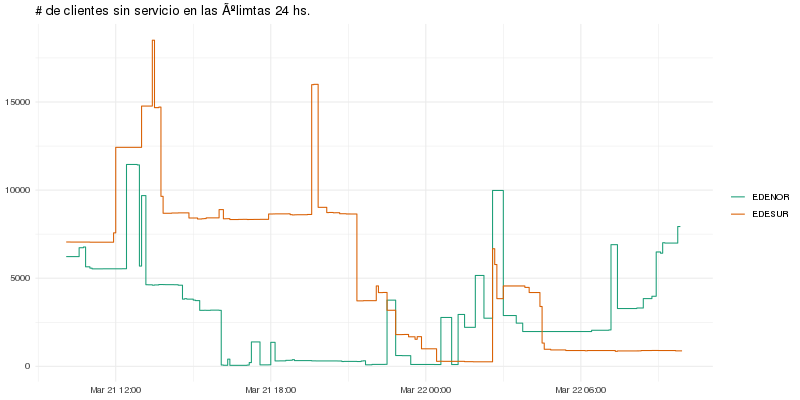 # de clientes sin servicio en las Ãºlimtas 24 hs.
15000
10000
5000
0
Mar 21 12:00
Mar 21 18:00
Mar 22 00:00
Mar 22 06:00
EDENOR
EDESUR